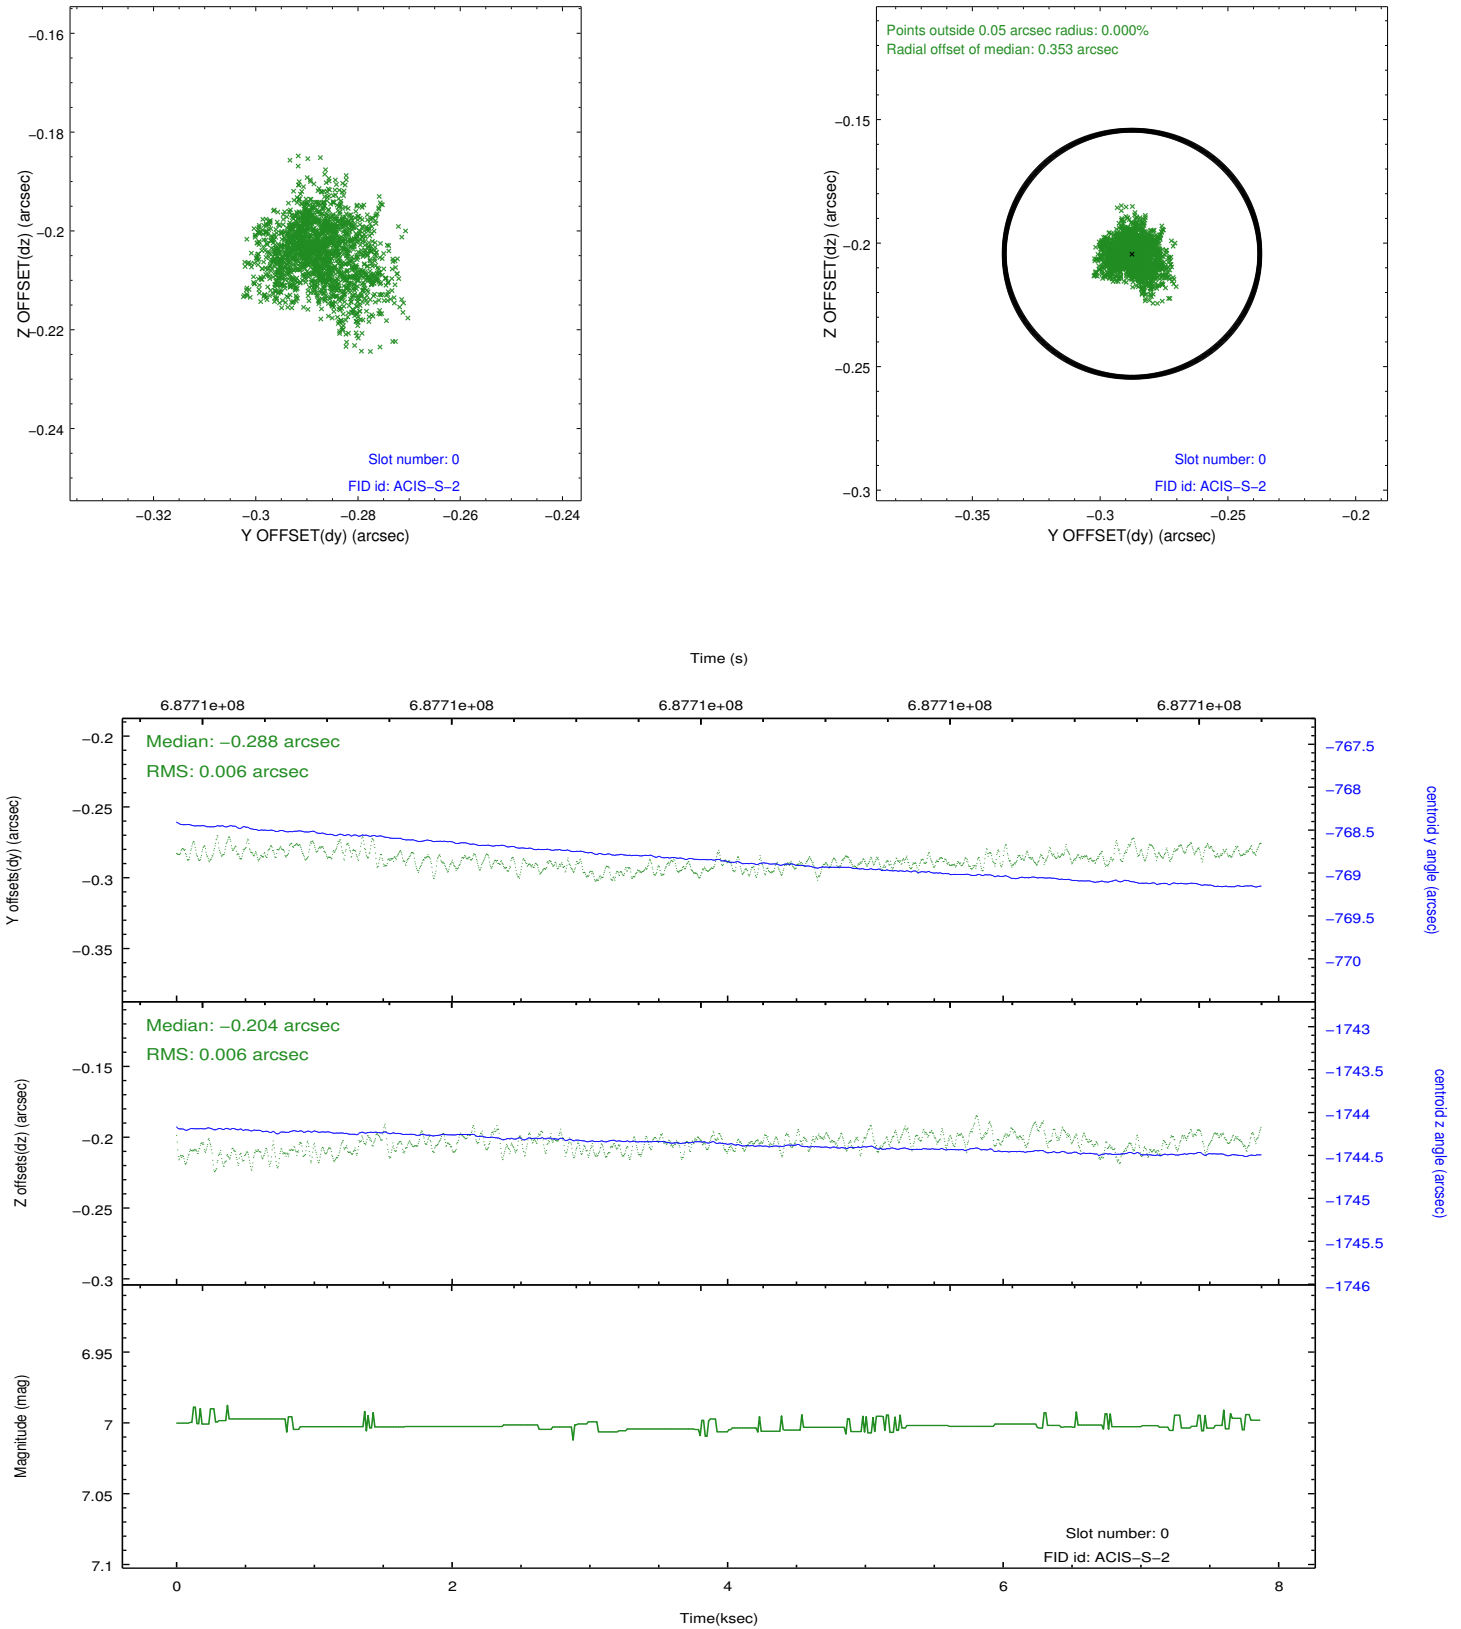 −0.16
−0.18
−0.2
−0.22
−0.24
Z OFFSET(dz) (arcsec)
Slot number: 0
FID id: ACIS−S−2
−0.32
−0.3
−0.28
−0.26
−0.24
Y OFFSET(dy) (arcsec)
Points outside 0.05 arcsec radius: 0.000%
Radial offset of median: 0.353 arcsec
−0.15
−0.2
−0.25
−0.3
Z OFFSET(dz) (arcsec)
Slot number: 0
FID id: ACIS−S−2
−0.35
−0.3
−0.25
−0.2
Y OFFSET(dy) (arcsec)
Time (s)
6.8771e+08
6.8771e+08
6.8771e+08
6.8771e+08
6.8771e+08
Median: −0.288 arcsec
RMS: 0.006 arcsec
−0.2
−0.25
−0.3
−0.35
Y offsets(dy) (arcsec)
−767.5
−768
−768.5
−769
−769.5
−770
centroid y angle (arcsec)
Median: −0.204 arcsec
RMS: 0.006 arcsec
−0.15
−0.2
−0.25
−0.3
Z offsets(dz) (arcsec)
−1743
−1743.5
−1744
−1744.5
−1745
−1745.5
−1746
centroid z angle (arcsec)
6.95
7
7.05
7.1
Magnitude (mag)
Slot number: 0
FID id: ACIS−S−2
0
2
4
6
8
Time(ksec)